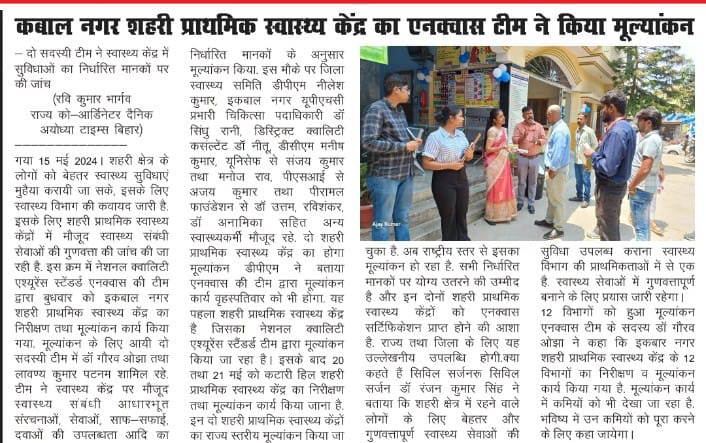 कबाल नगर शहरी प्राथमिक स्वास्थ्य केंद्र का एनक्वास टीम ने किया मूल्यांकन
– दो सदस्यी टीम ने स्वास्थ्य केंद्र में
सुविधाओं का निर्धारित मानकों पर
की जांच
(रवि कुमार भार्गव
राज्य को–आर्डिनेटर दैनिक
अयोध्या टाइम्स बिहार)
गया 15 मई 2024। शहरी क्षेत्र के
लोगों को बेहतर स्वास्थ्य सुविधाएं
मुहैया करायी जा सके, इसके लिए
स्वास्थ्य विभाग की कवायद जारी है.
इसके लिए शहरी प्राथमिक स्वास्थ्य
केंद्रों में मौजूद स्वास्थ्य संबंधी
सेवाओं की गुणवत्ता की जांच की जा
रही है. इस क्रम में नेशनल क्वालिटी
एश्यूरेंस स्टेंडर्ड एनक्वास की टीम
द्वारा बुधवार को इकबाल नगर
शहरी प्राथमिक स्वास्थ्य केंद्र का
निरीक्षण तथा मूल्यांकन कार्य किया
गया. मूल्यांकन के लिए आयी दो
सदस्यी टीम में डॉ गौरव ओझा तथा
लावण्य कुमार पटनम शामिल रहे.
टीम ने स्वास्थ्य केंद्र पर मौजूद
स्वास्थ्य संबंधी आधारभूत
संरचनाओं, सेवाओं, साफ–सफाई,
दवाओं की उपलब्धता आदि का
निर्धारित मानकों के अनुसार
मूल्यांकन किया. इस मौके पर जिला
स्वास्थ्य समिति डीपीएम नीलेश
कुमार, इकबाल नगर यूपीएचसी
प्रभारी चिकित्सा पदाधिकारी डॉ
सिंधु रानी, डिस्ट्रिक्ट क्वालिटी
कसंल्टेंट डॉ नीतू, डीसीएम मनीष
कुमार, यूनिसेफ से संजय कुमार
तथा मनोज राव, पीएसआई से
अजय कुमार तथा पीरामल
फाउंडेशन से डॉ उत्तम, रविशंकर,
डॉ अनामिका सहित अन्य
स्वास्थ्यकर्मी मौजूद रहे. दो शहरी
प्राथमिक स्वास्थ्य केंद्र का होगा
मूल्यांकन डीपीएम ने बताया
एनक्वास की टीम द्वारा मूल्यांकन
कार्य वृहस्पतिवार को भी होगा. यह
पहला शहरी प्राथमिक स्वास्थ्य केंद्र
है जिसका नेशनल क्वालिटी
एश्यूरेंस स्टैंडर्ड टीम द्वारा मूल्यांकन
किया जा रहा है। इसके बाद 20
तथा 21 मई को कटारी हिल शहरी
प्राथमिक स्वास्थ्य केंद्र का निरीक्षण
तथा मूल्यांकन कार्य किया जाना है.
इन दो शहरी प्राथमिक स्वास्थ्य केंद्रों
का राज्य स्तरीय मूल्यांकन किया जा
Ajay Kumar
चुका है. अब राष्ट्रीय स्तर से इसका
मूल्यांकन हो रहा है. सभी निर्धारित
मानकों पर योग्य उतरने की उम्मीद
है और इन दोनों शहरी प्राथमिक
स्वास्थ्य केंद्रों को एनक्वास
सर्टिफिकेशन प्राप्त होने की आशा
है. राज्य तथा जिला के लिए यह
उल्लेखनीय उपलब्धि होगी.क्या
कहते हैं सिविल सर्जनरू सिविल
सर्जन डॉ रंजन कुमार सिंह ने
बताया कि शहरी क्षेत्र में रहने वाले
लोगों के लिए बेहतर और
गुणवत्तापूर्ण स्वास्थ्य सेवाओं की
सुविधा उपलब्ध कराना स्वास्थ्य
विभाग की प्राथमिकताओं में से एक
है. स्वास्थ्य सेवाओं में गुणवत्तापूर्ण
बनाने के लिए प्रयास जारी रहेगा।
12 विभागों को हुआ मूल्यांकन
एनक्वास टीम के सदस्य डॉ गौरव
ओझा ने कहा कि इकबार नगर
शहरी प्राथमिक स्वास्थ्य केंद्र के 12
विभागों का निरीक्षण व मूल्यांकन
कार्य किया गया है. मूल्यांकन कार्य
में कमियों को भी देखा जा रहा है.
भविष्य में उन कमियों को पूरा करने
के लिए कहा जायेगा।